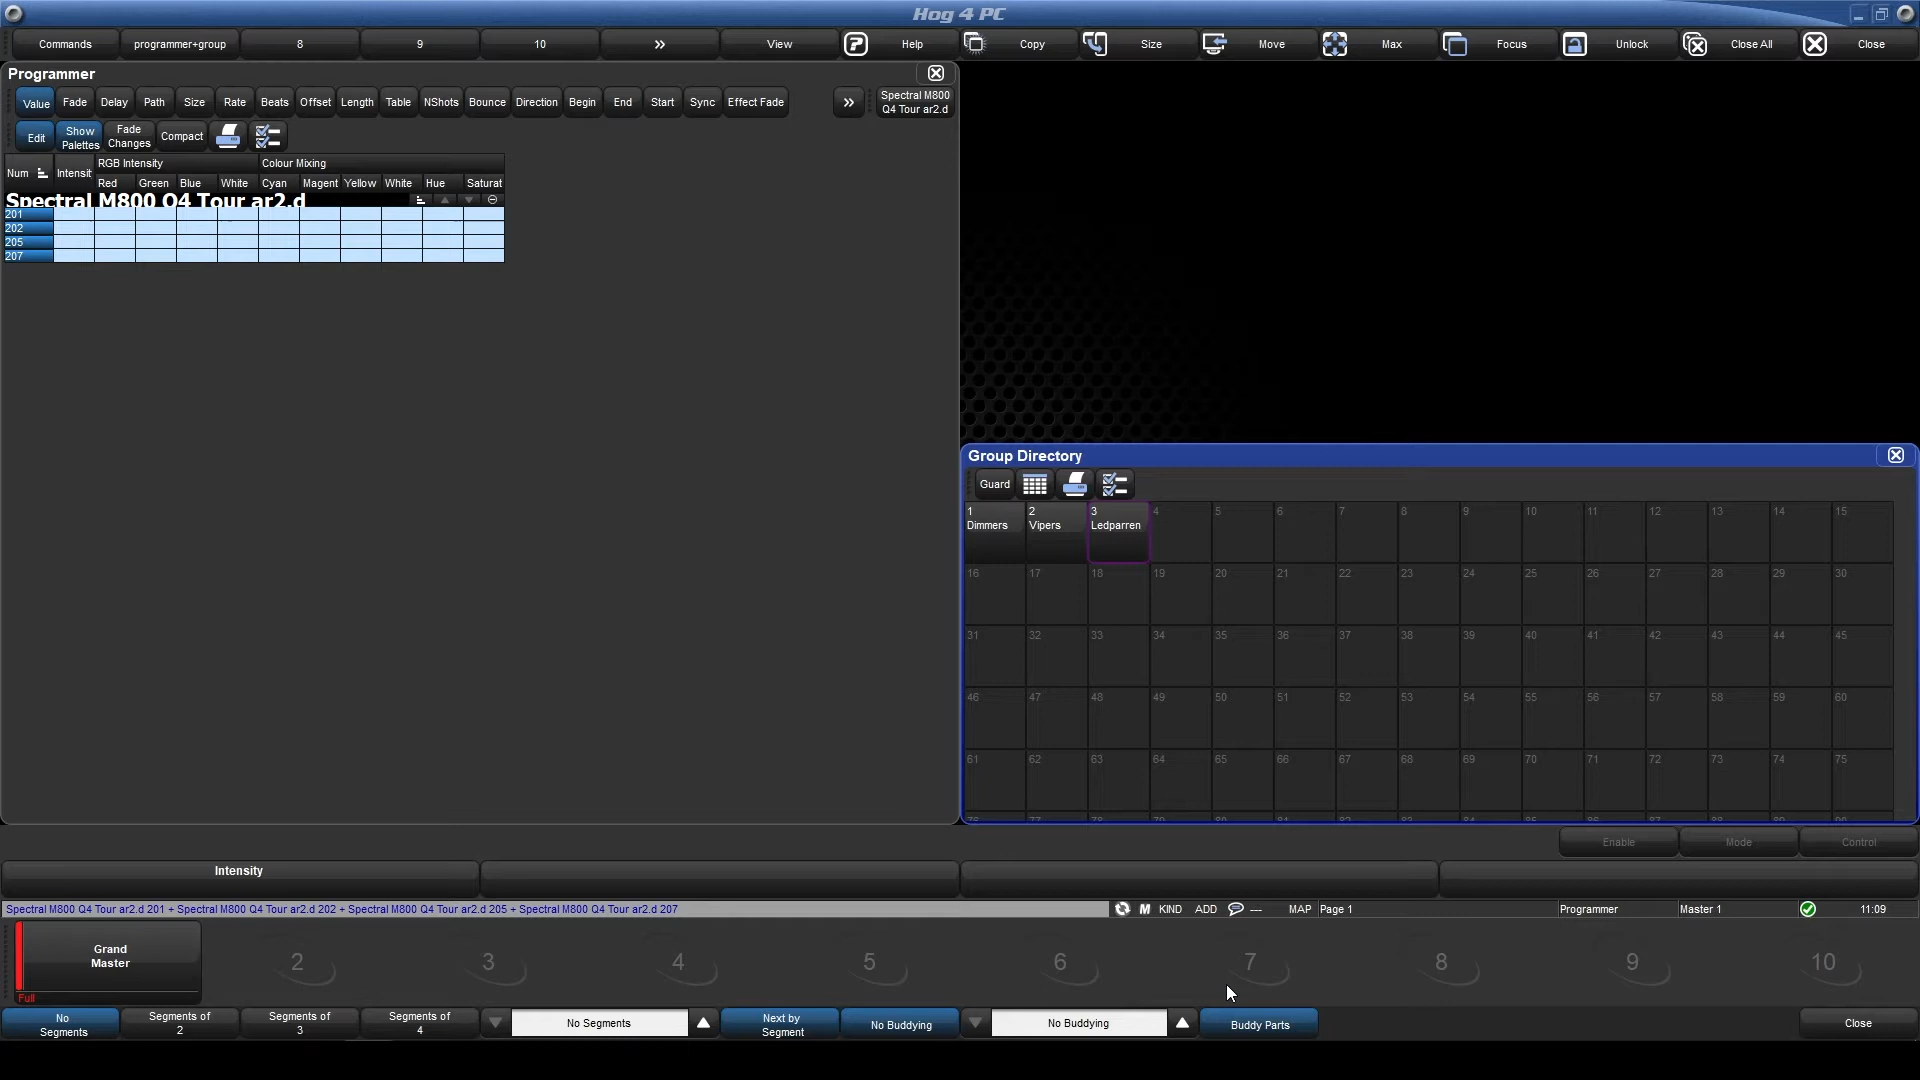 Hog 4 PC
Commands programmer+group 8 9 10 » View Help Copy Size Move Max Focus Unlock Close All Close
Programmer
Value Fade Delay Path Size Rate Beats Offset Length Table NShots Bounce Direction Begin End Start Sync Effect Fade » Spectral M800 Q4 Tour ar2.d
Edit Show Palettes Fade Changes Compact
RGB Intensity Colour Mixing
Num Intensit
Red Green Blue White Cyan Magent Yellow White Hue Saturat
Spectral M800 Q4 Tour ar2.d
201
202
205
207
Group Directory
Guard
1 2 3 4 5 6 7 8 9 10 11 12 13 14 15
Dimmers Vipers Ledparren
16 17 18 19 20 21 22 23 24 25 26 27 28 29 30
31 32 33 34 35 36 37 38 39 40 41 42 43 44 45
46 47 48 49 50 51 52 53 54 55 56 57 58 59 60
61 62 63 64 65 66 67 68 69 70 71 72 73 74 75
Enable Mode Control
Intensity
Spectral M800 Q4 Tour ar2.d 201 + Spectral M800 Q4 Tour ar2.d 202 + Spectral M800 Q4 Tour ar2.d 205 + Spectral M800 Q4 Tour ar2.d 207 M KIND ADD --- MAP Page 1 Programmer Master 1 11:09
Grand Master
2 3 4 5 6 7 8 9 10
Full
No Segments Segments of 2 Segments of 3 Segments of 4 No Segments Next by Segment No Buddying No Buddying Buddy Parts Close